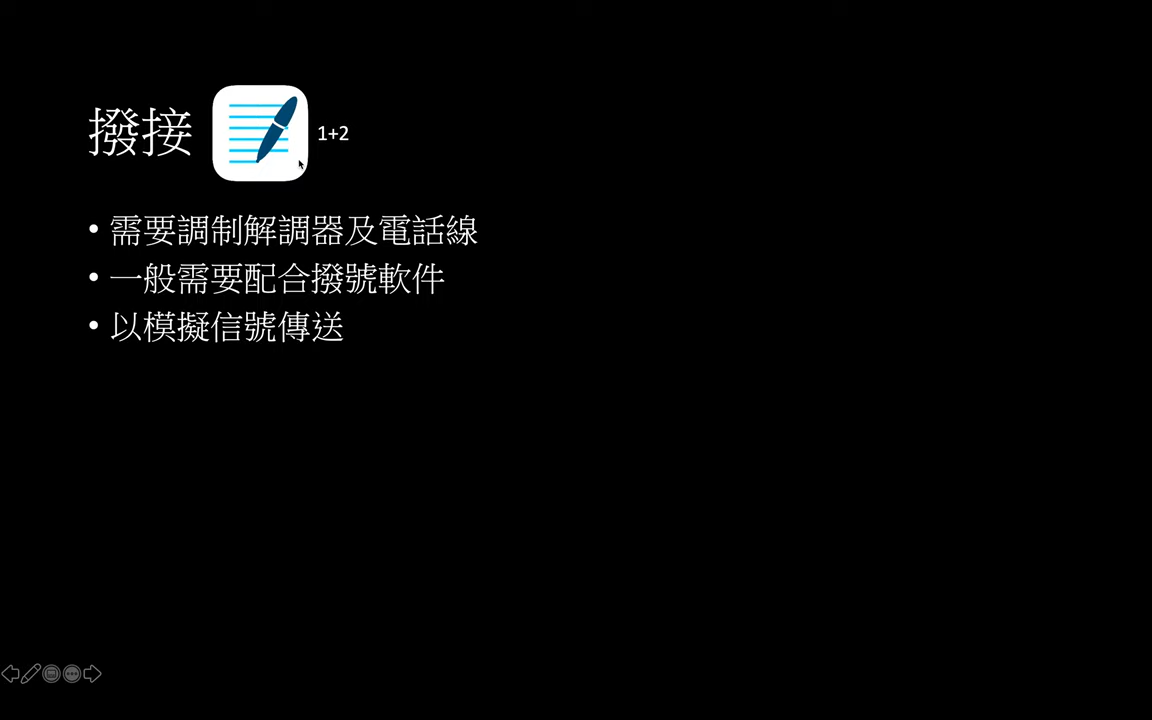 撥接 1+2
• 需要調制解調器及電話線
• 一般需要配合撥號軟件
• 以模擬信號傳送